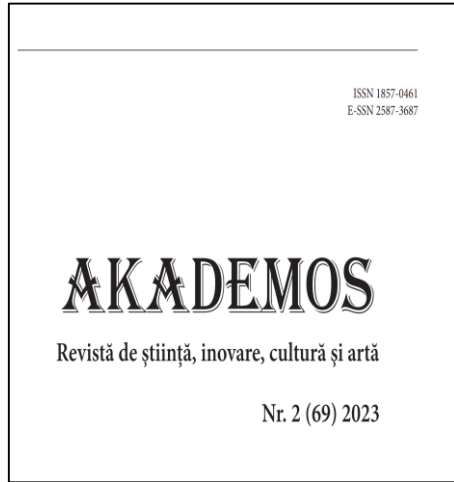 ISSN 1857-0461
E-SSN 2587-3687
AKADEMOS
Revistă de știință, inovare, cultură și artă
Nr. 2 (69) 2023